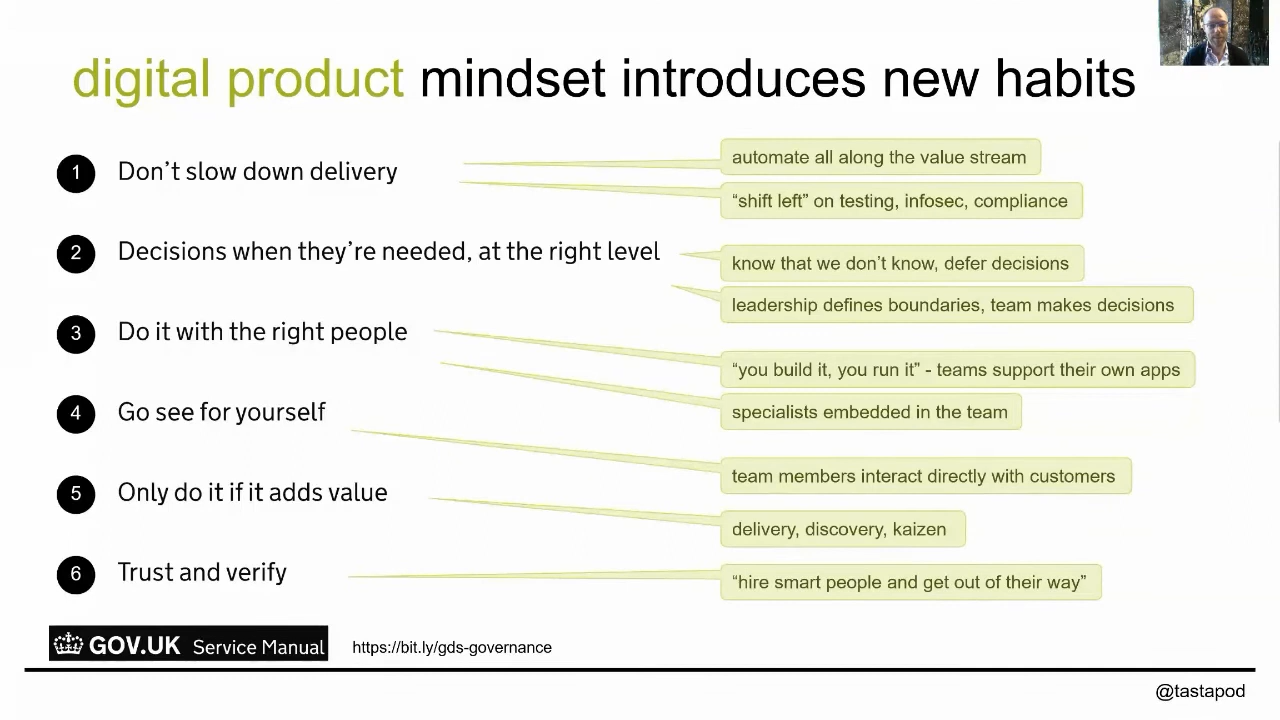 digital product mindset introduces new habits
1 Don’t slow down delivery
automate all along the value stream
“shift left” on testing, infosec, compliance
2 Decisions when they’re needed, at the right level
know that we don’t know, defer decisions
leadership defines boundaries, team makes decisions
3 Do it with the right people
“you build it, you run it” - teams support their own apps
specialists embedded in the team
4 Go see for yourself
team members interact directly with customers
5 Only do it if it adds value
delivery, discovery, kaizen
6 Trust and verify
“hire smart people and get out of their way”
GOV.UK Service Manual
https://bit.ly/gds-governance
@tastapod